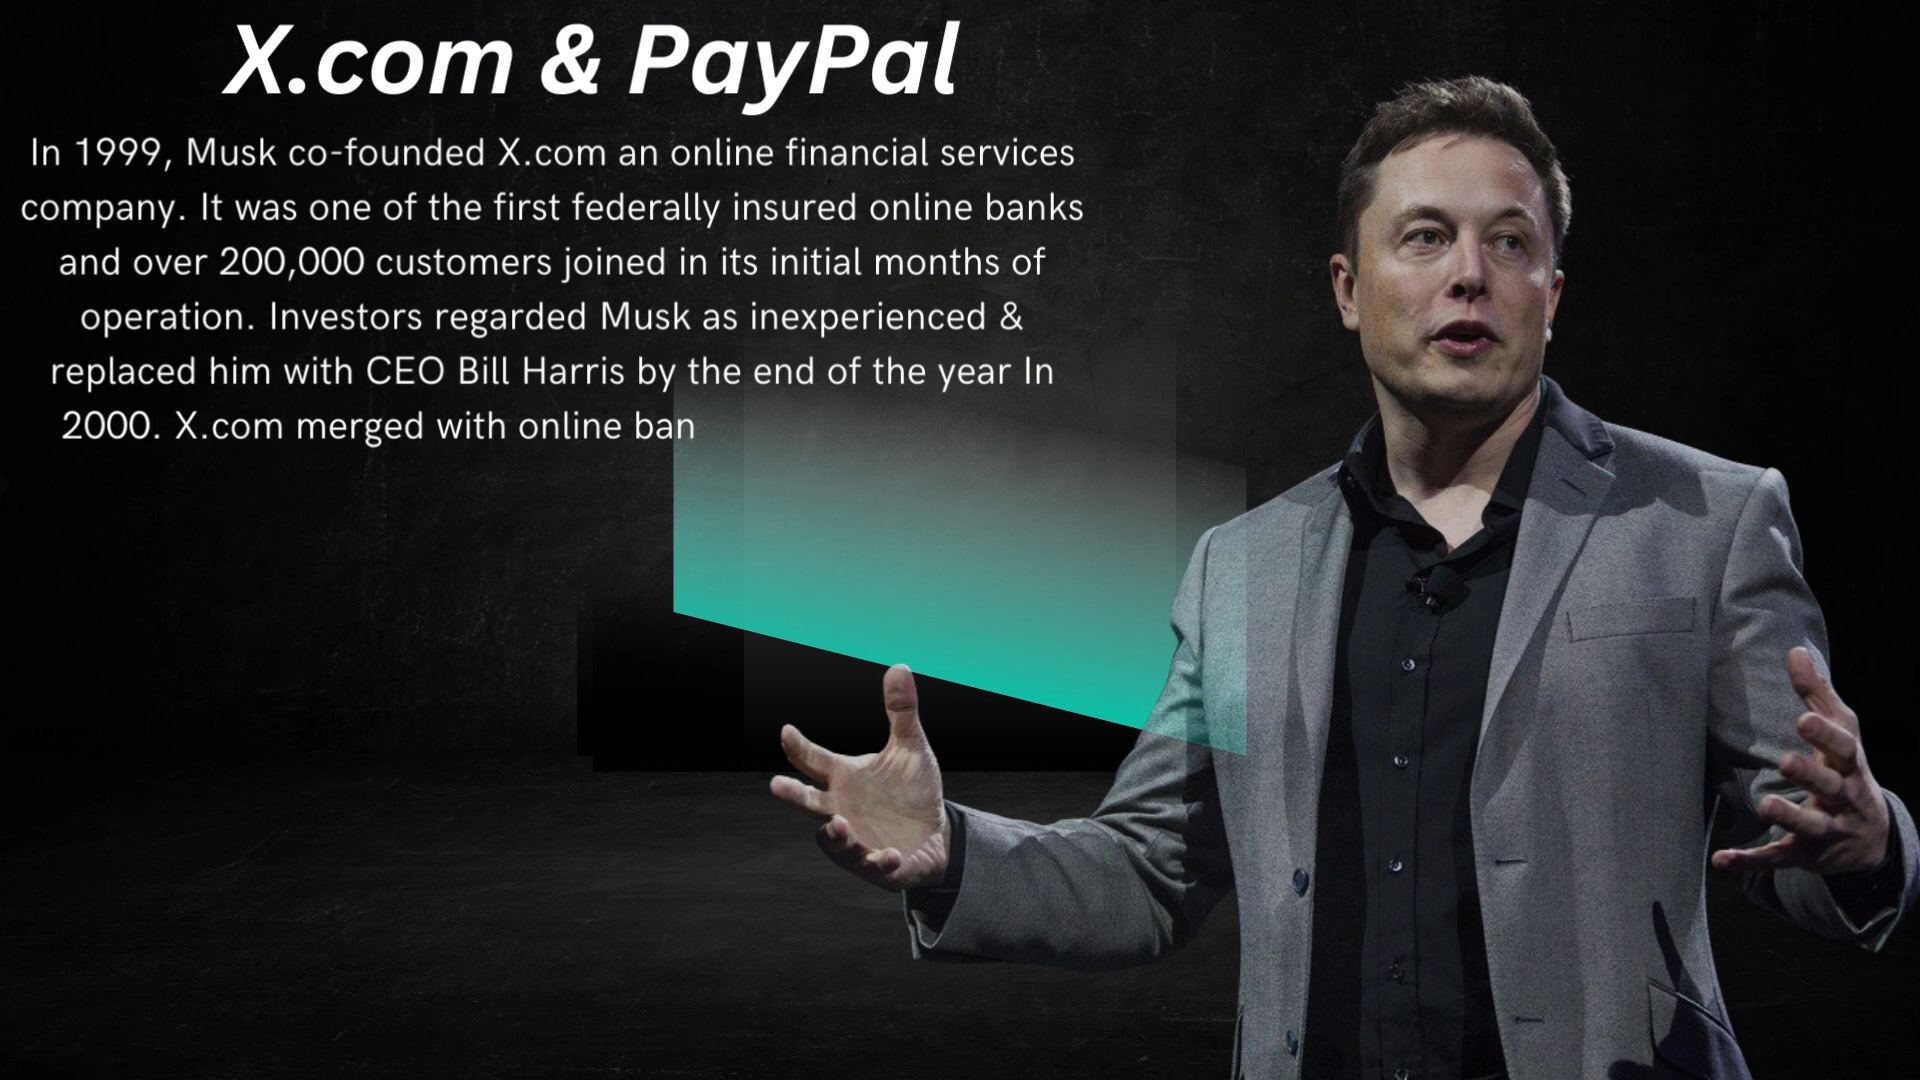 X.com & PayPal
In 1999, Musk co-founded X.com an online financial services
company. It was one of the first federally insured online banks
and over 200,000 customers joined in its initial months of
operation. Investors regarded Musk as inexperienced &
replaced him with CEO Bill Harris by the end of the year In
2000. X.com merged with online ban